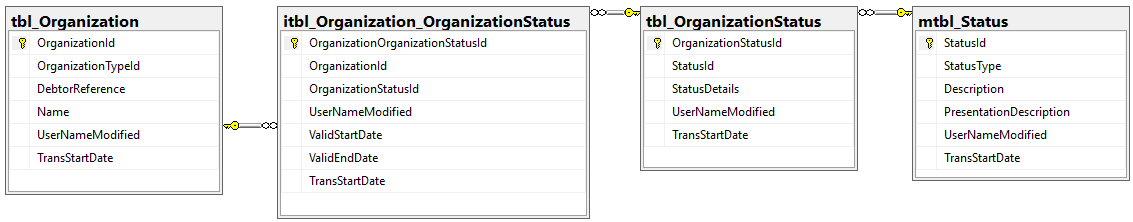 tbl_Organization
OrganizationId
OrganizationTypeId
DebtorReference
Name
UserNameModified
TransStartDate
itbl_Organization_OrganizationStatus
OrganizationOrganizationStatusId
OrganizationId
OrganizationStatusId
UserNameModified
ValidStartDate
ValidEndDate
TransStartDate
tbl_OrganizationStatus
OrganizationStatusId
StatusId
StatusDetails
UserNameModified
TransStartDate
mtbl_Status
StatusId
StatusType
Description
PresentationDescription
UserNameModified
TransStartDate